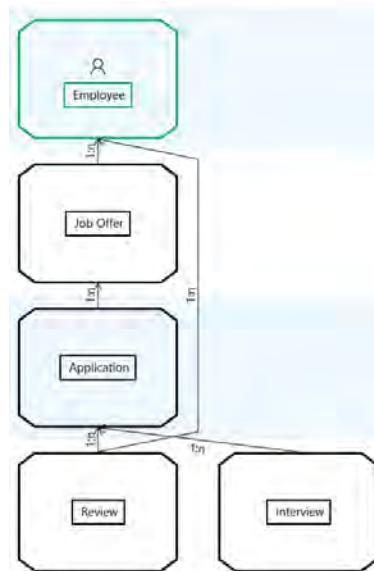 Employee
1:n
Job Offer
1:n
1:n
Application
1:n
1:n
Review
Interview